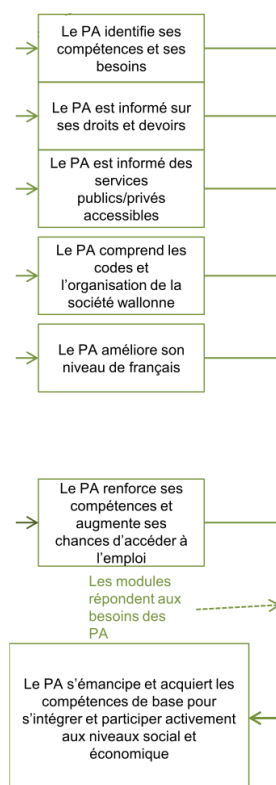 Le PA identifie ses
compétences et ses
besoins
Le PA est informé sur
ses droits et devoirs
Le PA est informé des
services
publics/privés
accessibles
Le PA comprend les
codes et
l’organisation de la
société wallonne
Le PA améliore son
niveau de français
Le PA renforce ses
compétences et
augmente ses
chances d’accéder à
l’emploi
Les modules
répondent aux
besoins des
PA
Le PA s’émancipe et acquiert les
compétences de base pour
s’intégrer et participer activement
aux niveaux social et
économique